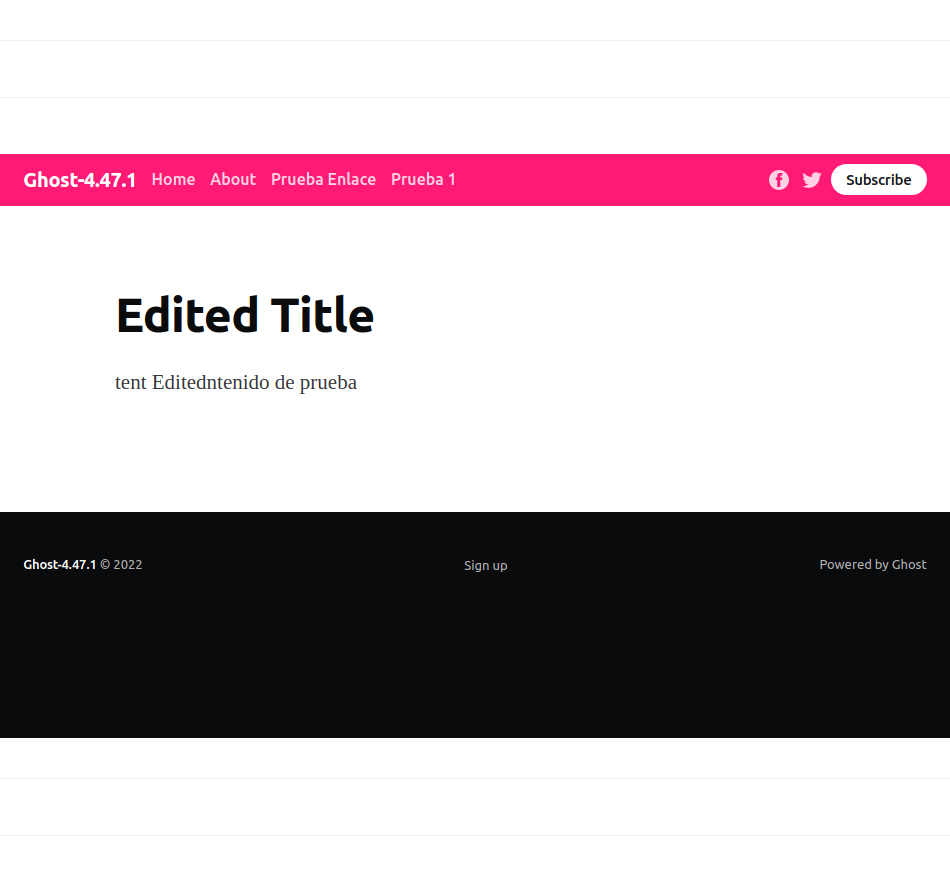 Ghost-4.47.1 Home About Prueba Enlace Prueba 1 Subscribe
Edited Title
tent Editedntenido de prueba
Ghost-4.47.1 © 2022 Sign up Powered by Ghost